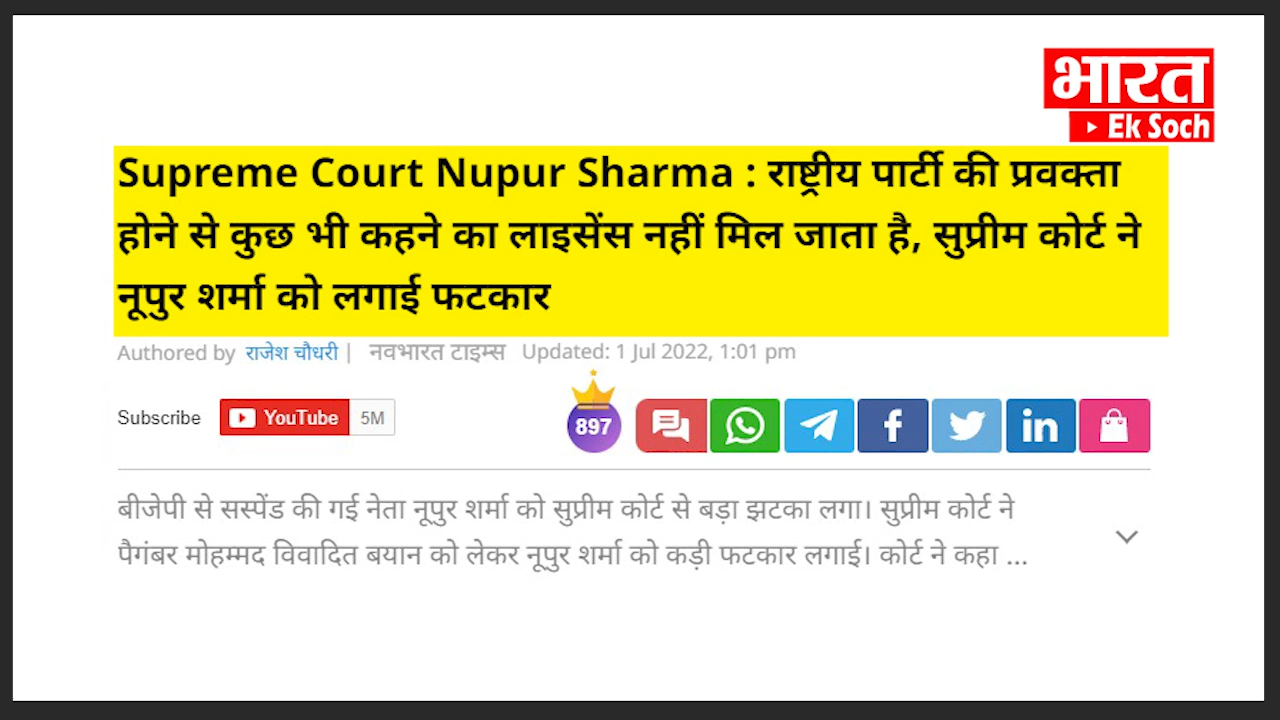 भारत
Ek Soch
Supreme Court Nupur Sharma : राष्ट्रीय पार्टी की प्रवक्ता
होने से कुछ भी कहने का लाइसेंस नहीं मिल जाता है, सुप्रीम कोर्ट ने
नूपुर शर्मा को लगाई फटकार
Authored by राजेश चौधरी | नवभारत टाइम्स Updated: 1 Jul 2022, 1:01 pm
Subscribe YouTube 5M 897
बीजेपी से सस्पेंड की गई नेता नूपुर शर्मा को सुप्रीम कोर्ट से बड़ा झटका लगा। सुप्रीम कोर्ट ने
पैगंबर मोहम्मद विवादित बयान को लेकर नूपुर शर्मा को कड़ी फटकार लगाई। कोर्ट ने कहा ...